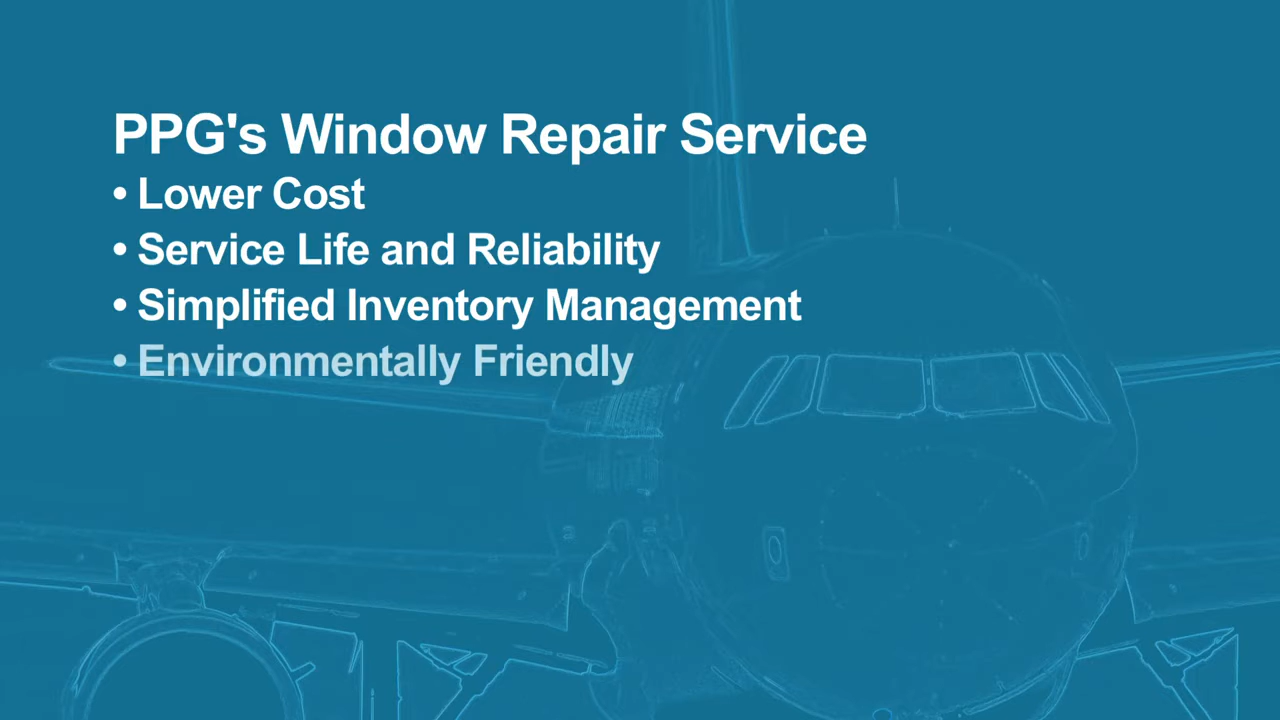 PPG's Window Repair Service
• Lower Cost
• Service Life and Reliability
• Simplified Inventory Management
• Environmentally Friendly